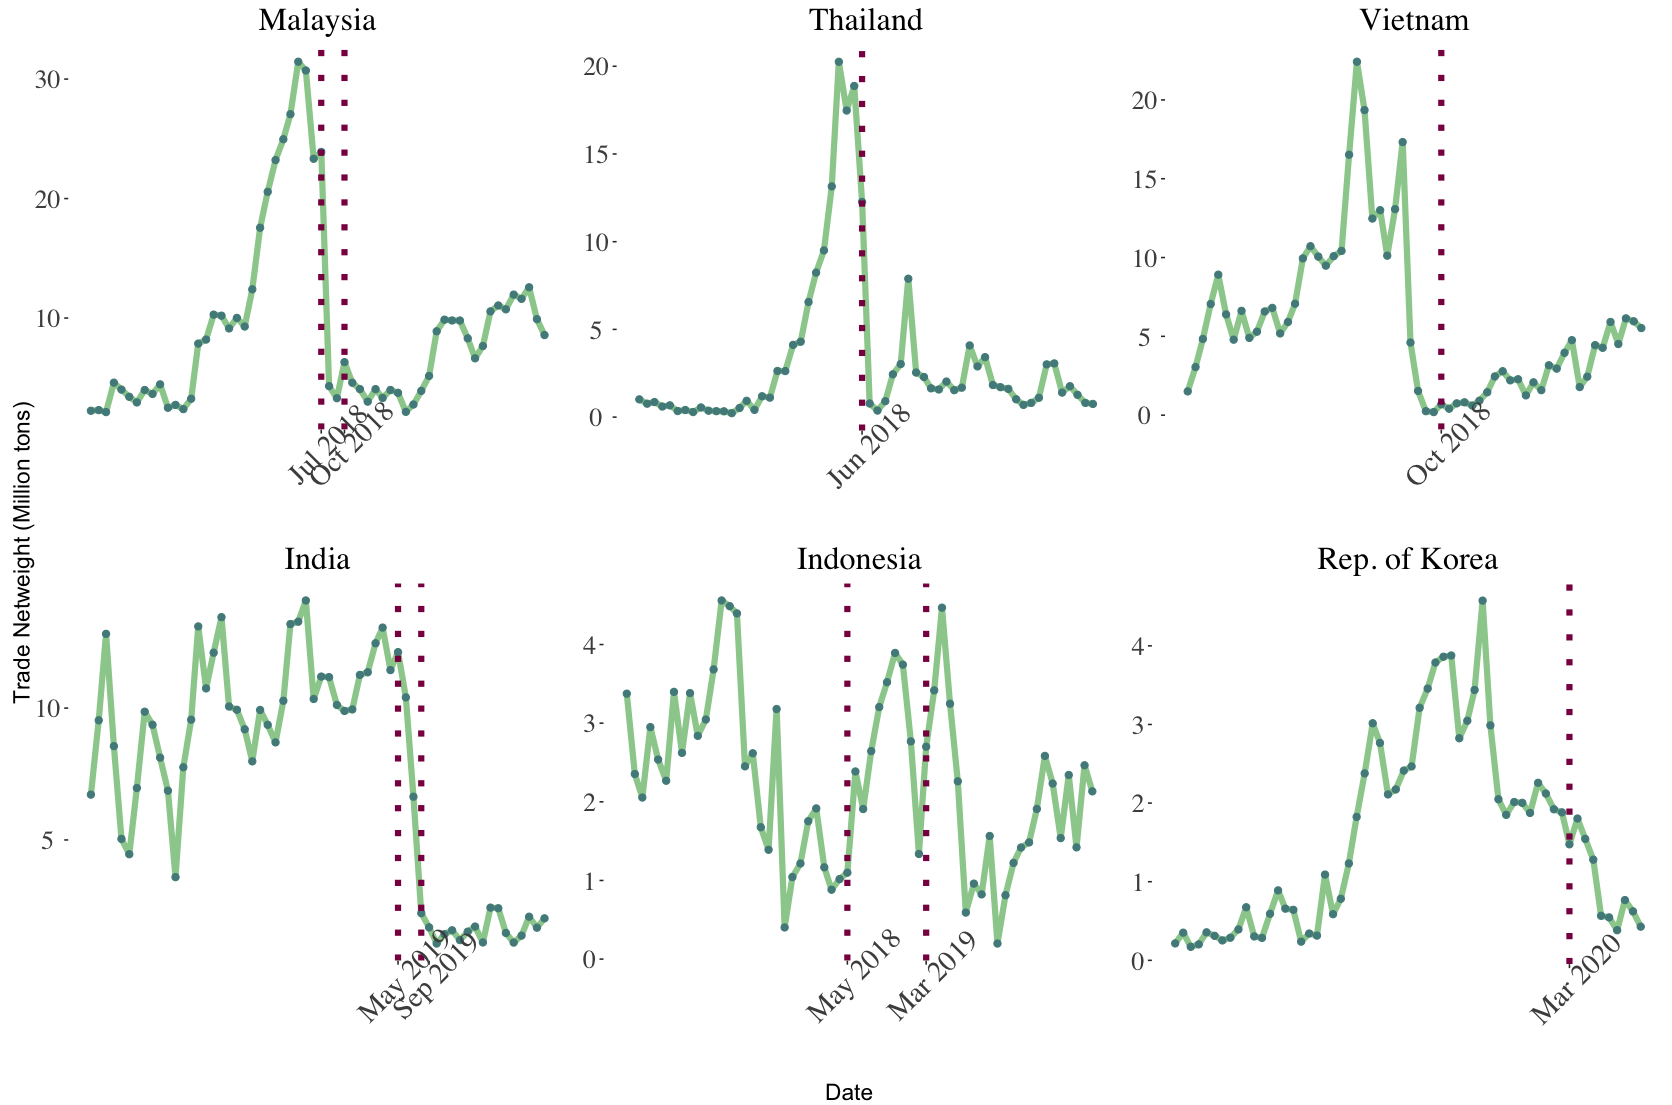 Malaysia
Thailand
Vietnam
30
20
10
Jul 2018
Oct 2018
20
15
10
5
0
Jun 2018
20
15
10
5
0
Oct 2018
Trade Netweight (Million tons)
India
Indonesia
Rep. of Korea
10
5
May 2019
Sep 2019
4
3
2
1
0
May 2018
Mar 2019
4
3
2
1
0
Mar 2020
Date